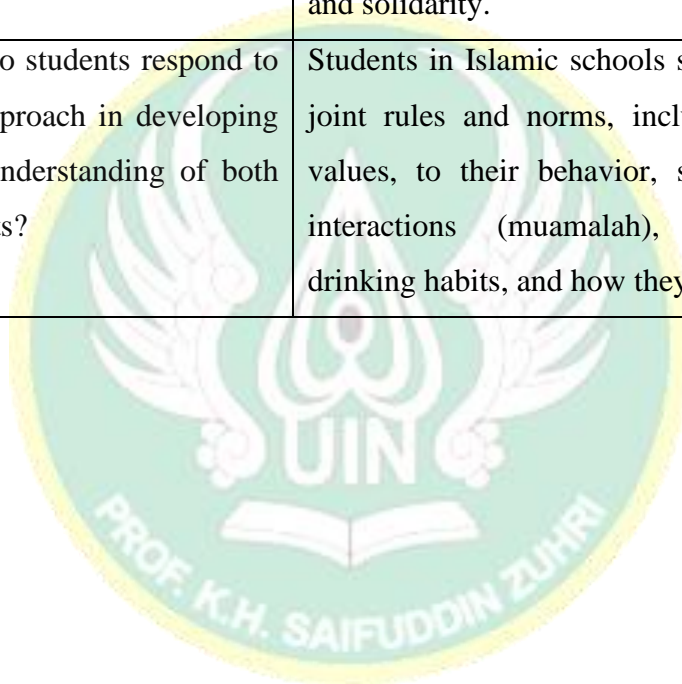 and solidarity.
o students respond to
proach in developing
nderstanding of both
s?
Students in Islamic schools s
joint rules and norms, incl
values, to their behavior, s
interactions (muamalah),
drinking habits, and how they
UIN
PROF. K.H. SAIFUDDIN ZUHRI